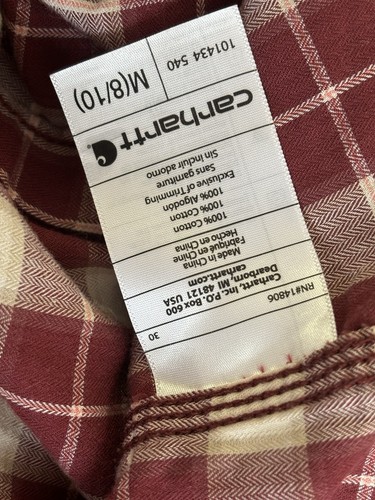 M(8/10)
101434 540
carhartt
Sin incluir adorno
Sans garniture
Exclusive of Trimming
100% Algodón
100% Cotton
100% Cotton
Hecho en China
Fabriqué en China
Made in China
Carhartt, Inc. P.O. Box 600
Dearborn, MI 48121 USA
carhartt.com
RN#14806
30